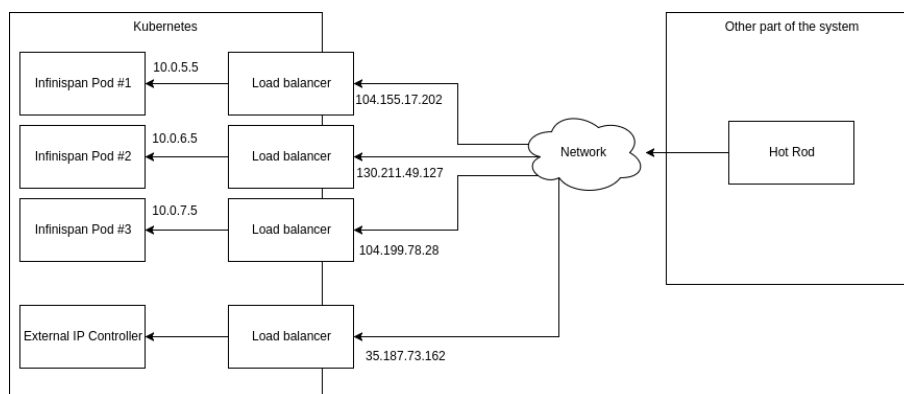 Kubernetes
Other part of the system
Infinispan Pod #1
10.0.5.5
Load balancer
104.155.17.202
Infinispan Pod #2
10.0.6.5
Load balancer
130.211.49.127
Network
Hot Rod
Infinispan Pod #3
10.0.7.5
Load balancer
104.199.78.28
External IP Controller
Load balancer
35.187.73.162